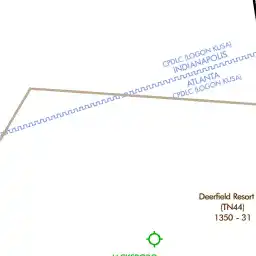 CPDLC (LOGON KUSA)
INDIANAPOLIS
ATLANTA
CPDLC (LOGON KUSA)
Deerfield Resort
(TN44)
1350 - 31